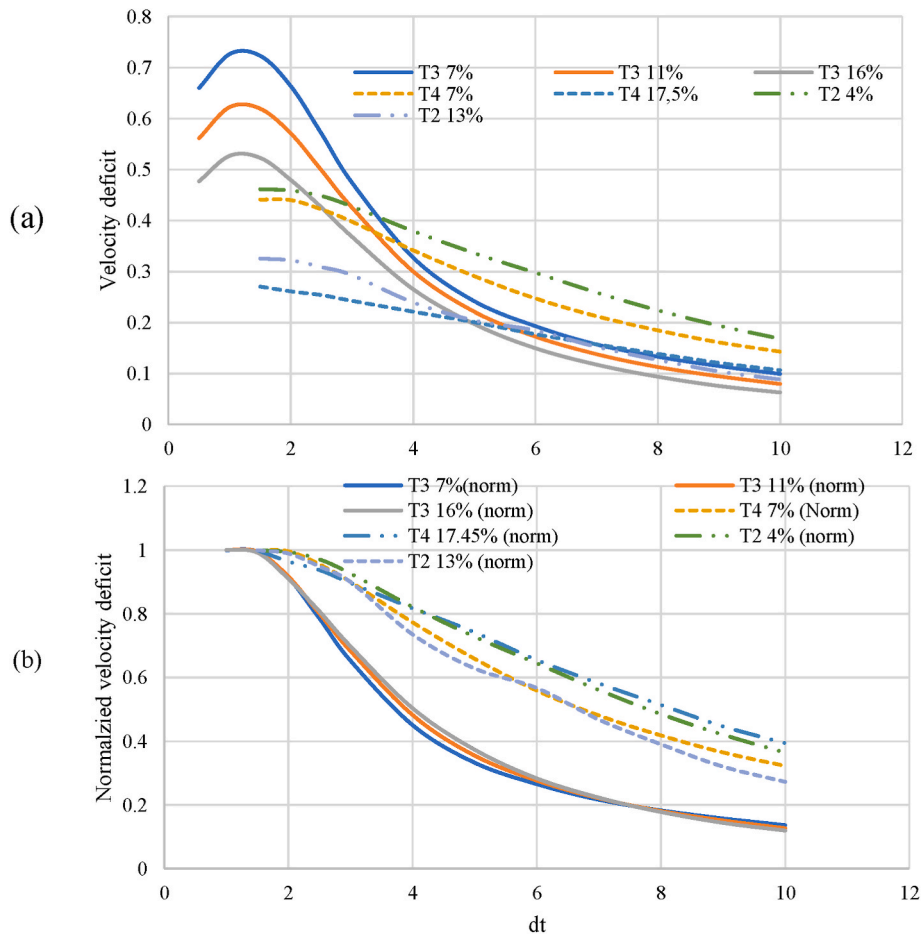 0.8
T3 7% T3 11% T3 16%
T4 7% T4 17,5% T2 4%
T2 13%
0.7
0.6
0.5
0.4
0.3
0.2
0.1
0
(a)
Velocity deficit
0 2 4 6 8 10 12
T3 7%(norm) T3 11% (norm)
T3 16% (norm) T4 7% (Norm)
T4 17.45% (norm) T2 4% (norm)
T2 13% (norm)
1.2
1
0.8
0.6
0.4
0.2
0
(b)
Normalzied velocity deficit
0 2 4 6 8 10 12
dt